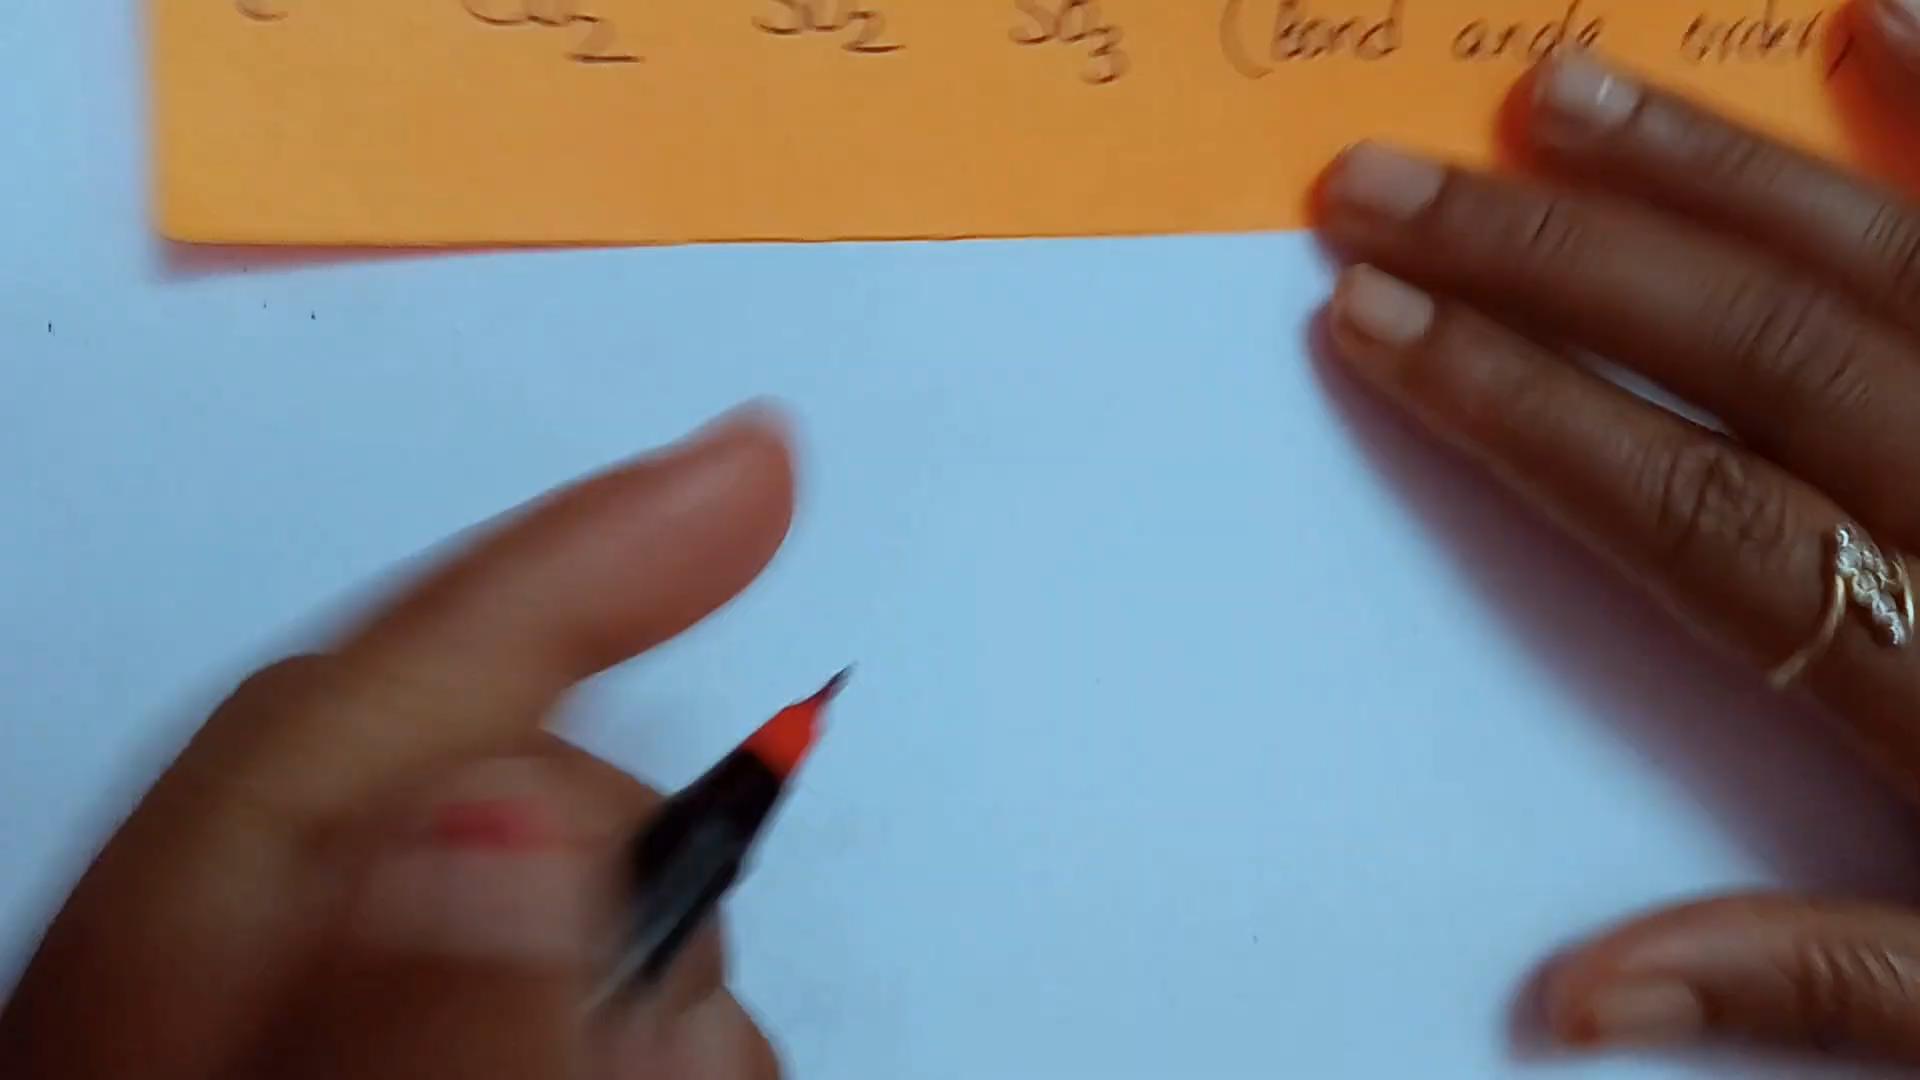 CO₂ SO₂ SO₃ (Bond angle order)